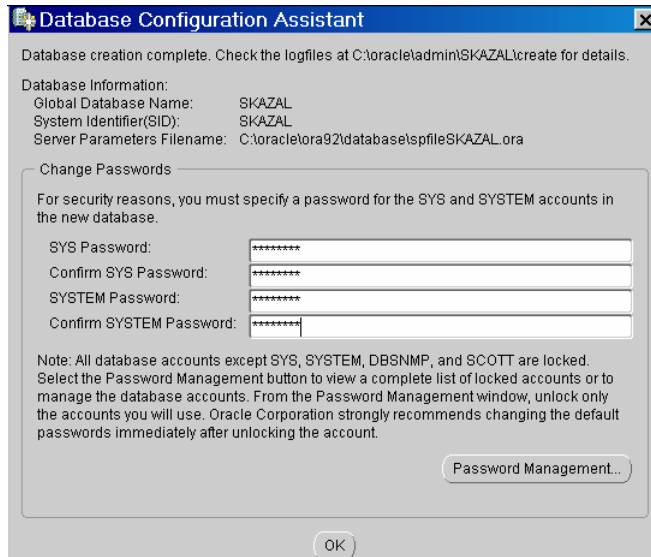 Database Configuration Assistant
Database creation complete. Check the logfiles at C:\oracle\admin\SKAZAL\create for details.
Database Information:
Global Database Name: SKAZAL
System Identifier(SID): SKAZAL
Server Parameters Filename: C:\oracle\ora92\database\spfileSKAZAL.ora
Change Passwords
For security reasons, you must specify a password for the SYS and SYSTEM accounts in
the new database.
SYS Password: ********
Confirm SYS Password: ********
SYSTEM Password: ********
Confirm SYSTEM Password: ********
Note: All database accounts except SYS, SYSTEM, DBSNMP, and SCOTT are locked.
Select the Password Management button to view a complete list of locked accounts or to
manage the database accounts. From the Password Management window, unlock only
the accounts you will use. Oracle Corporation strongly recommends changing the default
passwords immediately after unlocking the account.
Password Management...
OK